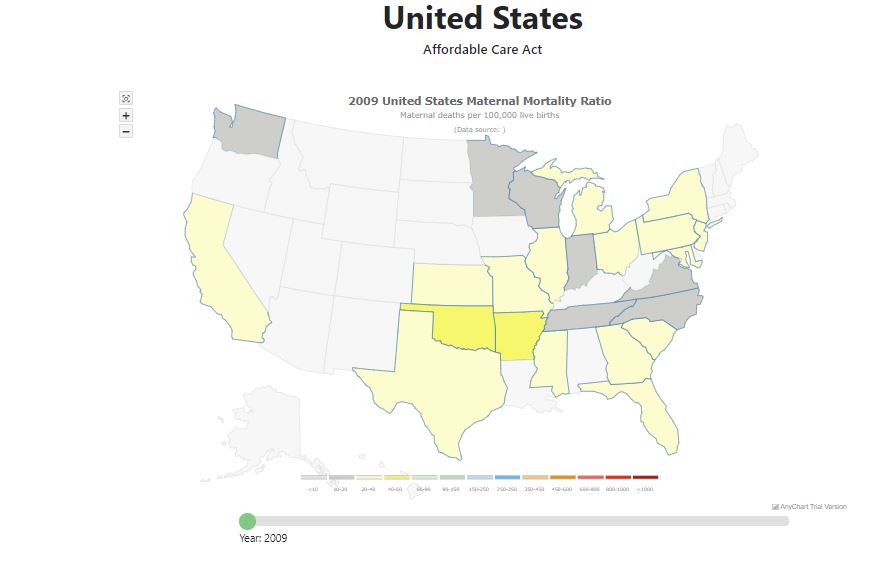 United States
Affordable Care Act
2009 United States Maternal Mortality Ratio
Maternal deaths per 100,000 live births
(Data source: )
+
−
<10 10-20 20-40 40-60 60-90 90-150 150-250 250-350 350-450 450-600 600-800 800-1000 >1000
AnyChart Trial Version
Year: 2009